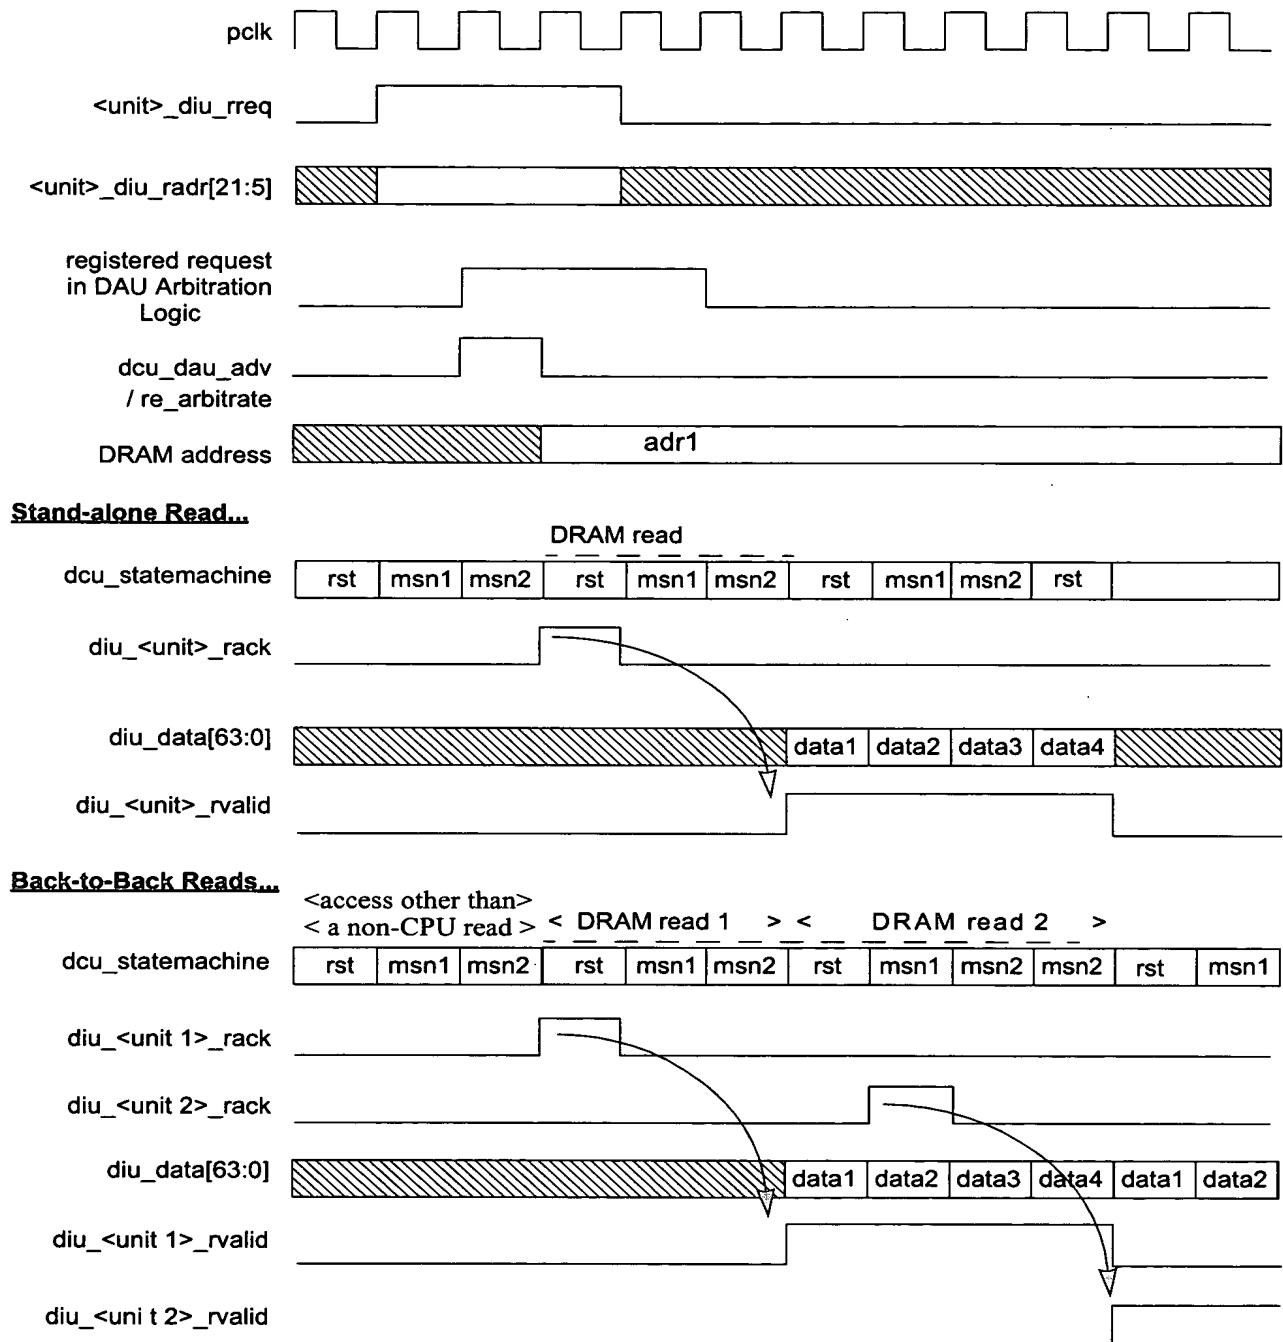 pclk
<unit>_diu_rreq
<unit>_diu_radr[21:5]
registered request
in DAU Arbitration
Logic
dcu_dau_adv
/ re_arbitrate
DRAM address
adr1
Stand-alone Read...
DRAM read
dcu_statemachine rst msn1 msn2 rst msn1 msn2 rst msn1 msn2 rst
diu_<unit>_rack
diu_data[63:0] data1 data2 data3 data4
diu_<unit>_rvalid
Back-to-Back Reads...
<access other than>
< a non-CPU read > < DRAM read 1 > < DRAM read 2 >
dcu_statemachine rst msn1 msn2 rst msn1 msn2 rst msn1 msn2 msn2 rst msn1
diu_<unit 1>_rack
diu_<unit 2>_rack
diu_data[63:0] data1 data2 data3 data4 data1 data2
diu_<unit 1>_rvalid
diu_<uni t 2>_rvalid